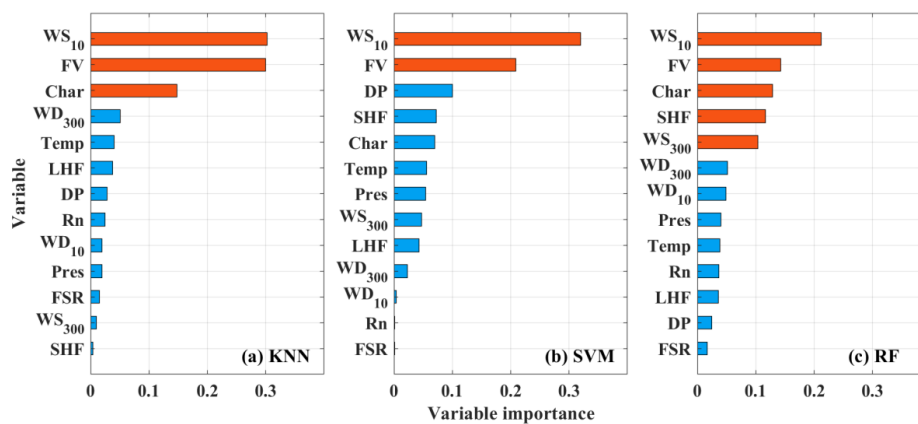 Variable
WS10
FV
Char
WD300
Temp
LHF
DP
Rn
WD10
Pres
FSR
WS300
SHF
(a) KNN
0 0.1 0.2 0.3
WS10
FV
DP
SHF
Char
Temp
Pres
WS300
LHF
WD300
WD10
Rn
FSR
(b) SVM
0 0.1 0.2 0.3
WS10
FV
Char
SHF
WS300
WD300
WD10
Pres
Temp
Rn
LHF
DP
FSR
(c) RF
0 0.1 0.2 0.3
Variable importance